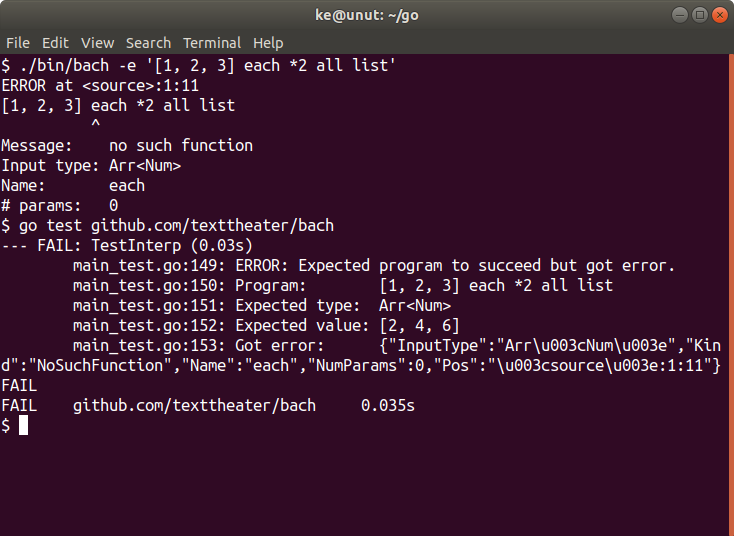 ke@unut: ~/go
File Edit View Search Terminal Help
$ ./bin/bach -e '[1, 2, 3] each *2 all list'
ERROR at <source>:1:11
[1, 2, 3] each *2 all list
          ^
Message:    no such function
Input type: Arr<Num>
Name:       each
# params:   0
$ go test github.com/texttheater/bach
--- FAIL: TestInterp (0.03s)
        main_test.go:149: ERROR: Expected program to succeed but got error.
        main_test.go:150: Program:        [1, 2, 3] each *2 all list
        main_test.go:151: Expected type:  Arr<Num>
        main_test.go:152: Expected value: [2, 4, 6]
        main_test.go:153: Got error:      {"InputType":"Arr\u003cNum\u003e","Kin
d":"NoSuchFunction","Name":"each","NumParams":0,"Pos":"\u003csource\u003e:1:11"}
FAIL
FAIL    github.com/texttheater/bach     0.035s
$